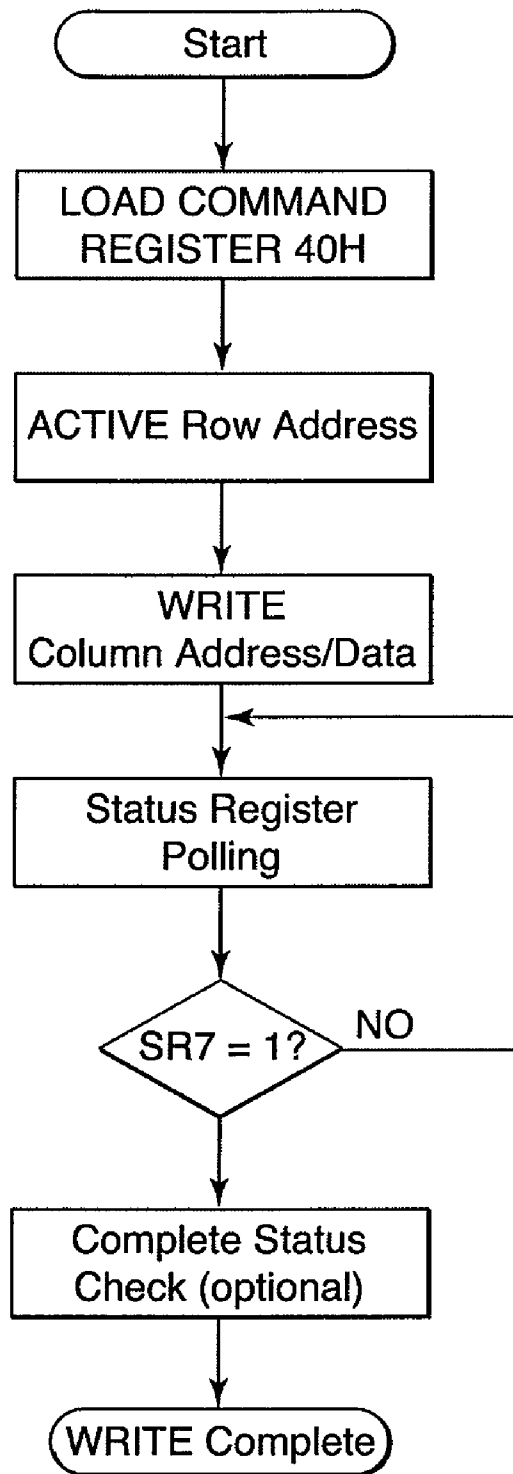 Start
LOAD COMMAND
REGISTER 40H
ACTIVE Row Address
WRITE
Column Address/Data
Status Register
Polling
SR7 = 1?
NO
Complete Status
Check (optional)
WRITE Complete